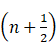 (n + 1/2)